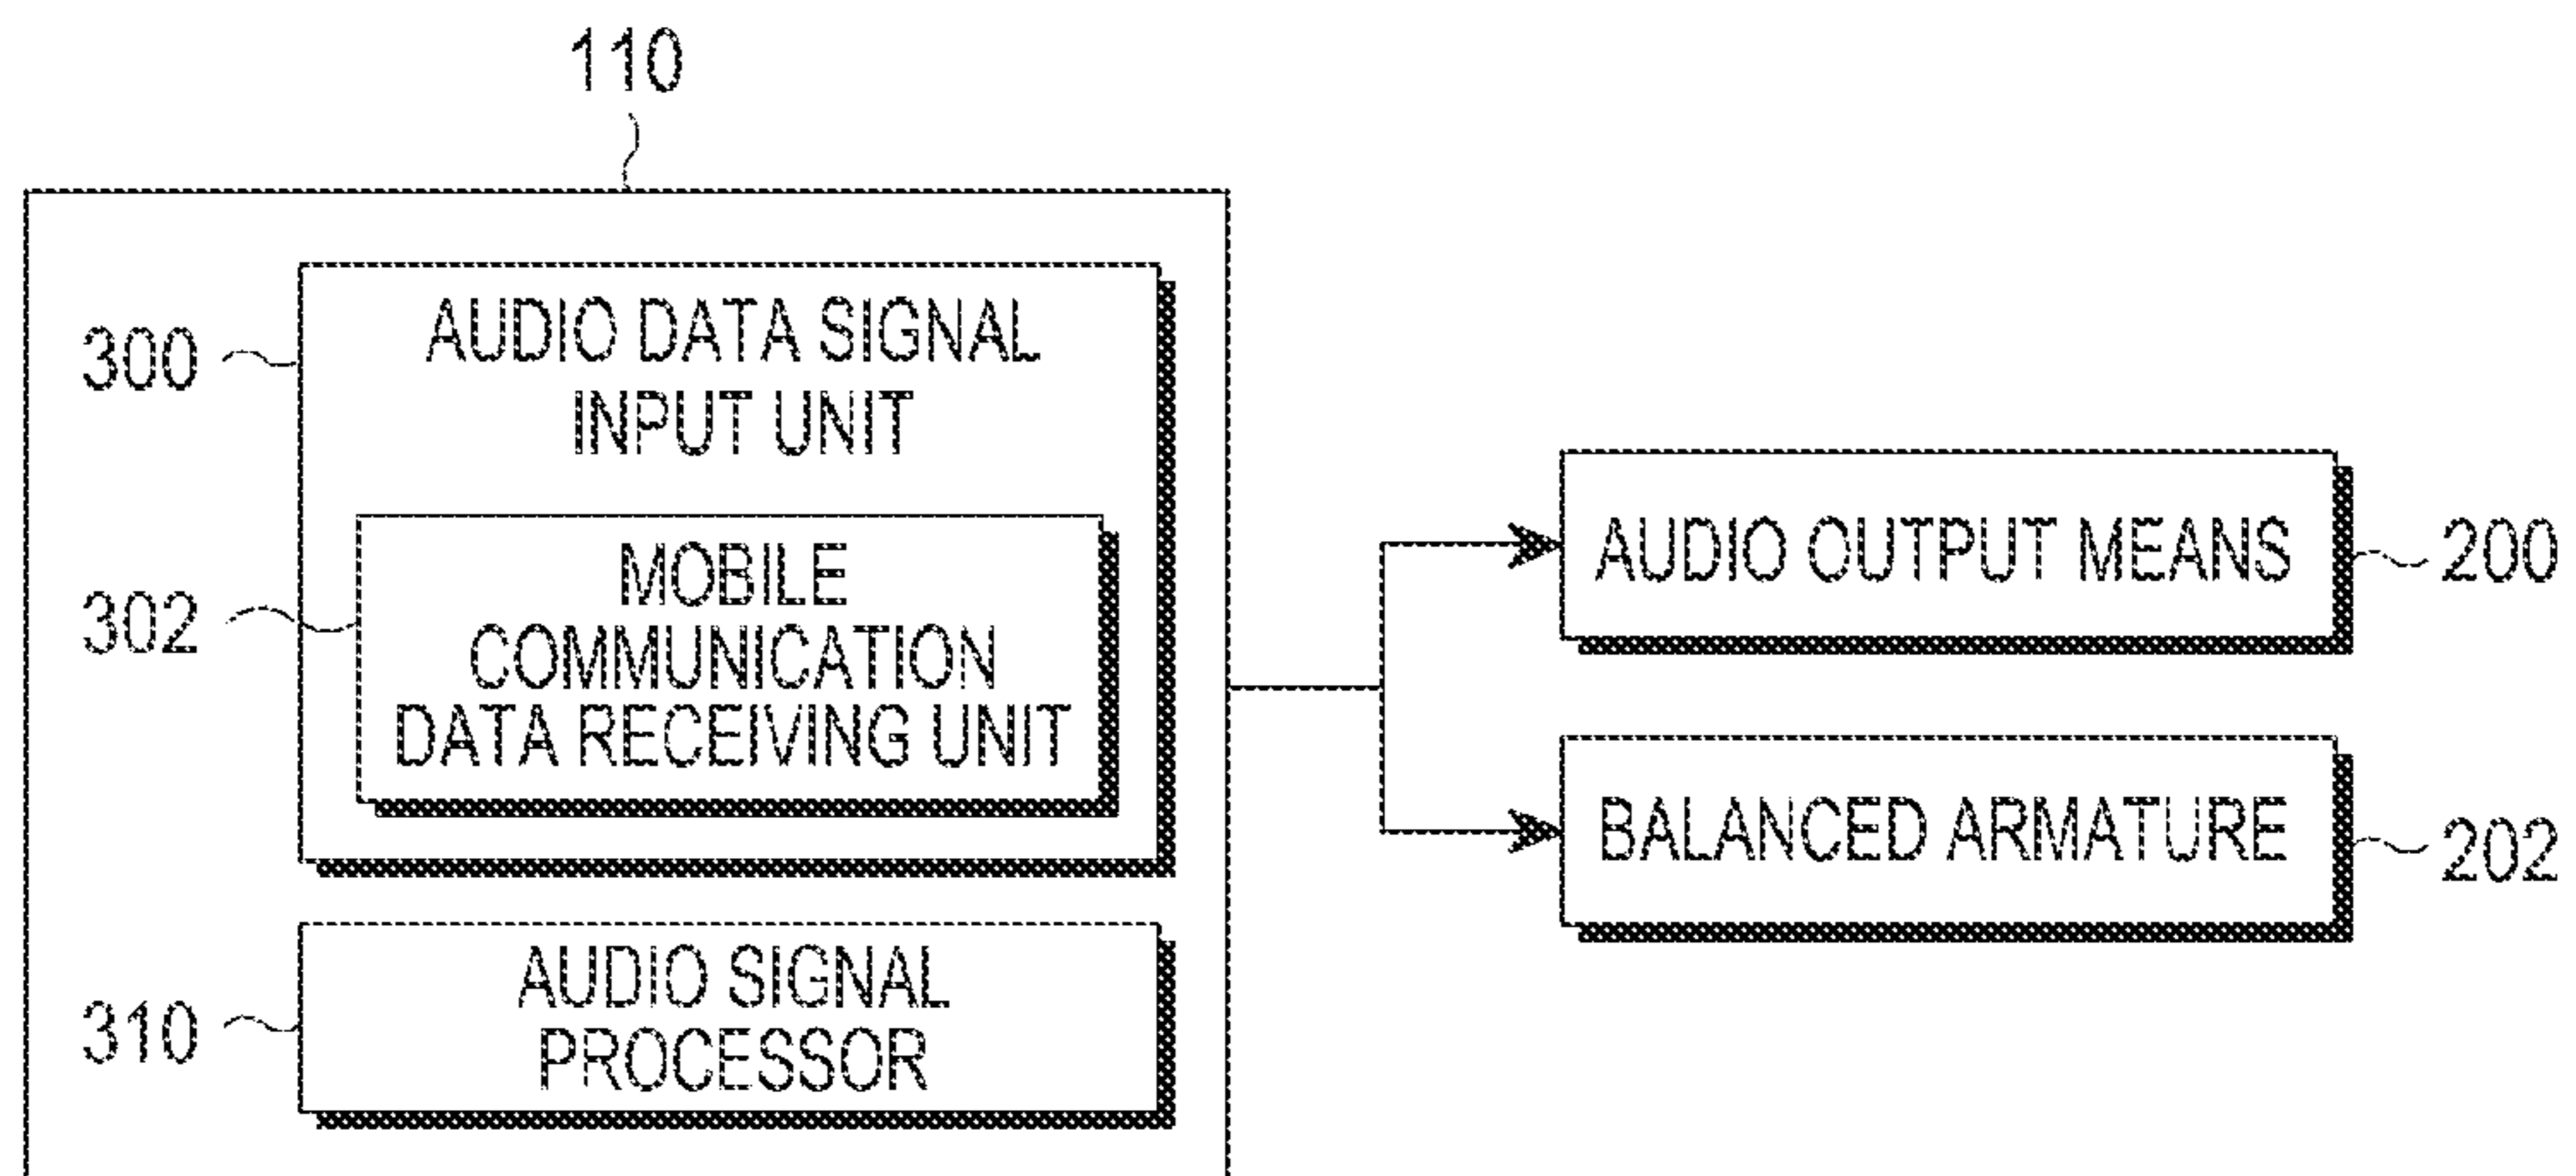 110
300
AUDIO DATA SIGNAL
INPUT UNIT
302
MOBILE
COMMUNICATION
DATA RECEIVING UNIT
310
AUDIO SIGNAL
PROCESSOR
AUDIO OUTPUT MEANS
200
BALANCED ARMATURE
202